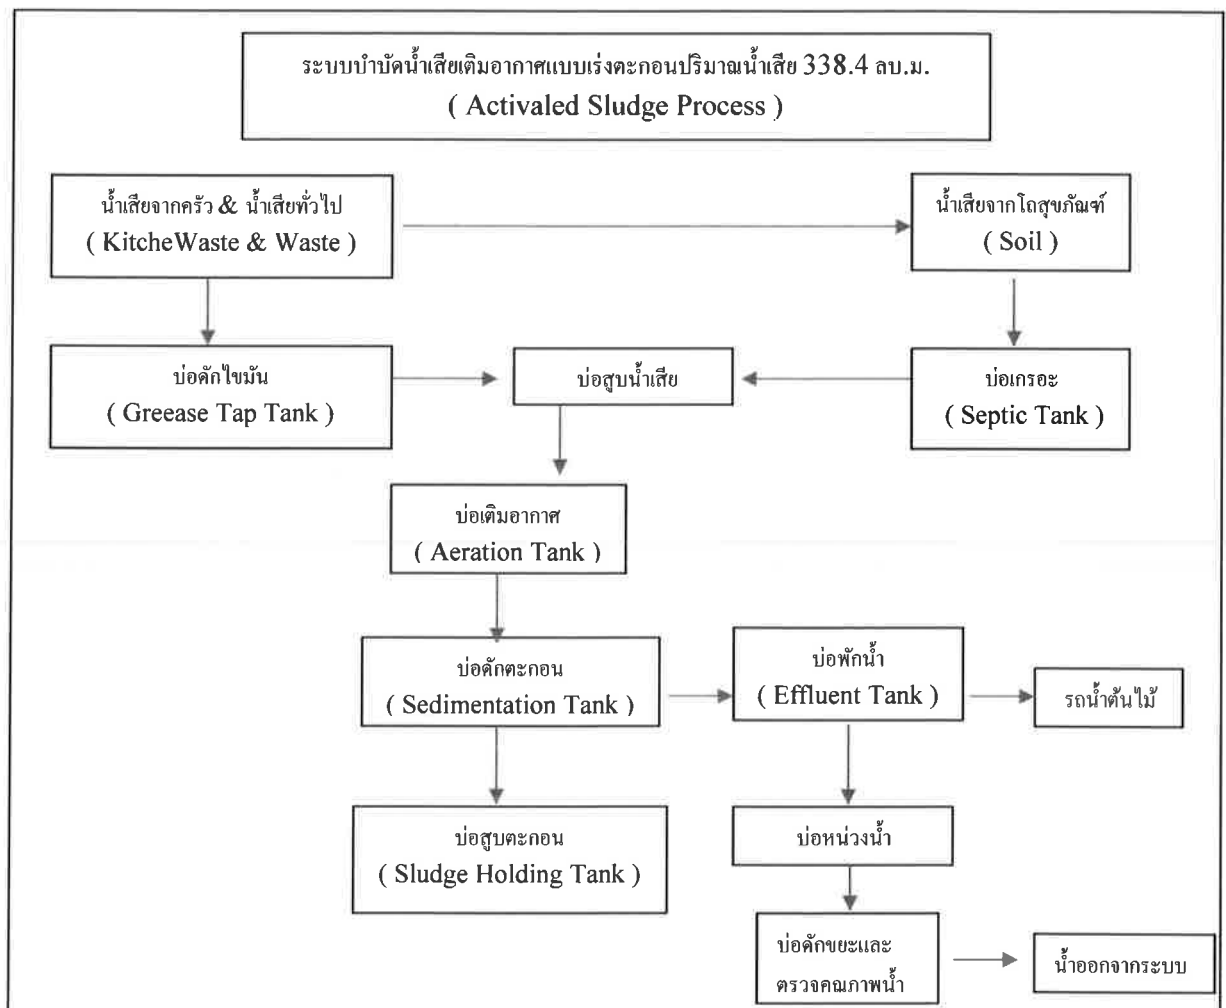 ระบบบำบัดน้ำเสียเติมอากาศแบบเร่งตะกอนปริมาณน้ำเสีย 338.4 ลบ.ม.
( Activaled Sludge Process )
น้ำเสียจากครัว & น้ำเสียทั่วไป
( KitcheWaste & Waste )
น้ำเสียจากโถสุขภัณฑ์
( Soil )
บ่อดักไขมัน
( Greease Tap Tank )
บ่อสูบน้ำเสีย
บ่อเกรอะ
( Septic Tank )
บ่อเติมอากาศ
( Aeration Tank )
บ่อดักตะกอน
( Sedimentation Tank )
บ่อพักน้ำ
( Effluent Tank )
รถน้ำต้นไม้
บ่อสูบตะกอน
( Sludge Holding Tank )
บ่อหน่วงน้ำ
บ่อดักขยะและ
ตรวจคณภาพน้ำ
น้ำออกจากระบบ